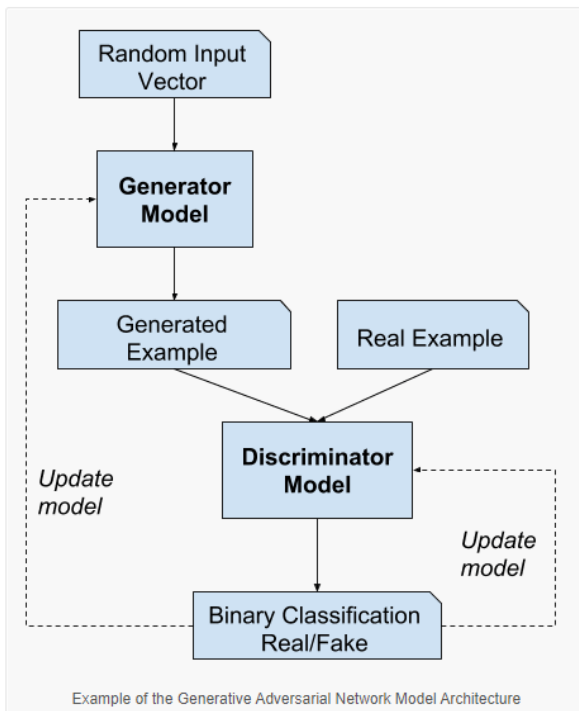 Random Input
Vector
Generator
Model
Generated
Example
Real Example
Discriminator
Model
Update
model
Update
model
Binary Classification
Real/Fake
Example of the Generative Adversarial Network Model Architecture